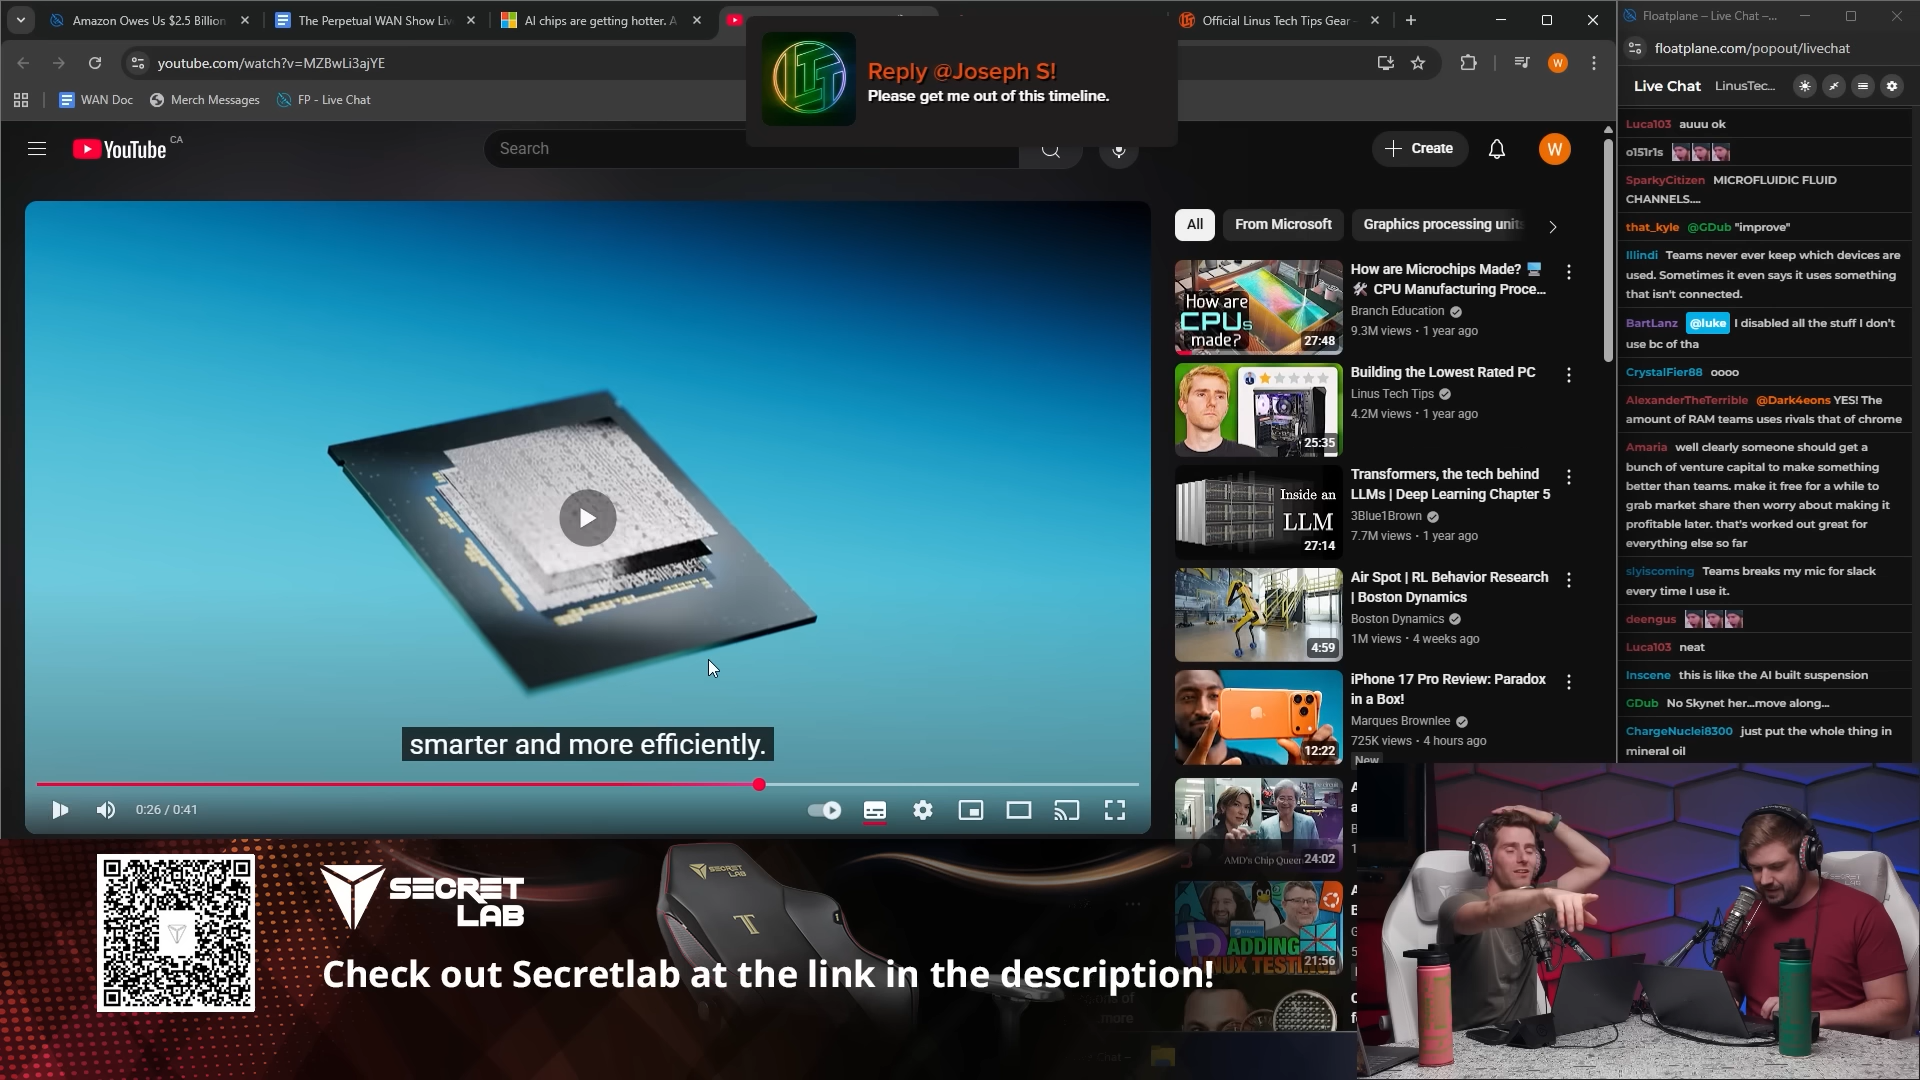 Amazon Owes Us $2.5 Billion
The Perpetual WAN Show Liv
AI chips are getting hotter. A
Official Linus Tech Tips Gear
youtube.com/watch?v=MZBwLi3ajYE
W
WAN Doc
Merch Messages
FP - Live Chat
Reply @Joseph S!
Please get me out of this timeline.
YouTube
CA
Search
Create
W
All
From Microsoft
Graphics processing units
How are
CPUs
made?
27:48
How are Microchips Made?
CPU Manufacturing Proce...
Branch Education
9.3M views • 1 year ago
25:35
Building the Lowest Rated PC
Linus Tech Tips
4.2M views • 1 year ago
Inside an
LLM
27:14
Transformers, the tech behind
LLMs | Deep Learning Chapter 5
3Blue1Brown
7.7M views • 1 year ago
4:59
Air Spot | RL Behavior Research
| Boston Dynamics
Boston Dynamics
1M views • 4 weeks ago
12:22
iPhone 17 Pro Review: Paradox
in a Box!
Marques Brownlee
725K views • 4 hours ago
New
AMD's Chip Queen
24:02
ADDING
LINUX TESTING
21:56
smarter and more efficiently.
0:26 / 0:41
SECRET
LAB
SECRET
LAB
Check out Secretlab at the link in the description!
Floatplane – Live Chat –...
floatplane.com/popout/livechat
Live Chat
LinusTec...
Luca103 auuu ok
o151r1s
SparkyCitizen MICROFLUIDIC FLUID
CHANNELS....
that_kyle @GDub "improve"
Illindi Teams never ever keep which devices are
used. Sometimes it even says it uses something
that isn't connected.
BartLanz @luke I disabled all the stuff I don't
use bc of tha
CrystalFier88 oooo
AlexanderTheTerrible @Dark4eons YES! The
amount of RAM teams uses rivals that of chrome
Amaria well clearly someone should get a
bunch of venture capital to make something
better than teams. make it free for a while to
grab market share then worry about making it
profitable later. that's worked out great for
everything else so far
slyiscoming Teams breaks my mic for slack
every time I use it.
deengus
Luca103 neat
Inscene this is like the AI built suspension
GDub No Skynet her...move along...
ChargeNuclei8300 just put the whole thing in
mineral oil